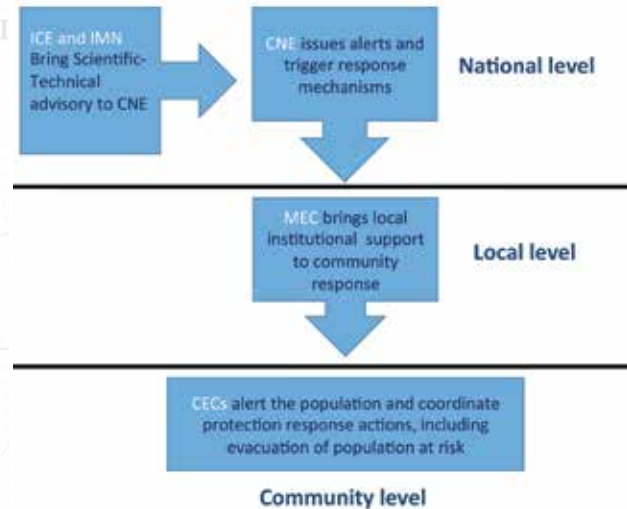 ICE and IMN
Bring Scientific-
Technical
advisory to CNE
CNE issues alerts and
trigger response
mechanisms
National level
MEC brings local
institutional support
to community
response
Local level
CECs alert the population and coordinate
protection response actions, including
evacuation of population at risk
Community level